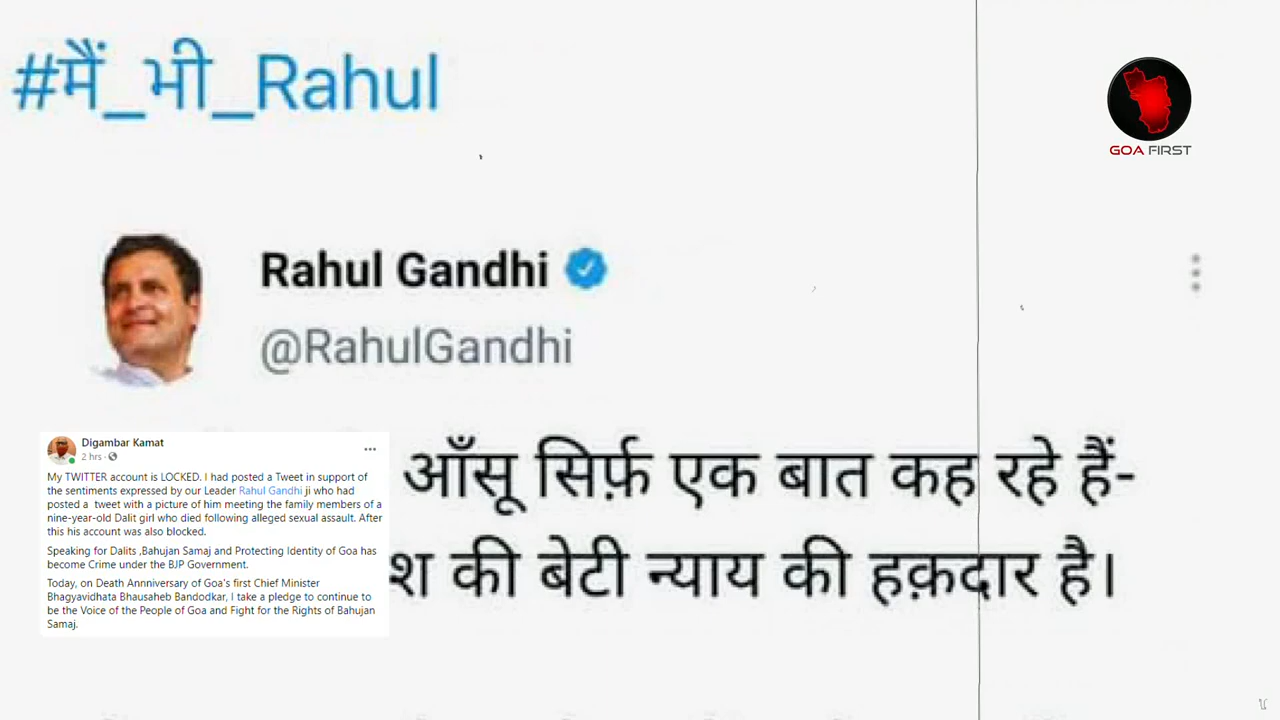 #मैं_भी_Rahul
GOA FIRST
Rahul Gandhi
@RahulGandhi
आँसू सिर्फ़ एक बात कह रहे हैं-
की बेटी न्याय की हक़दार है।
Digambar Kamat
2 hrs ·
My TWITTER account is LOCKED. I had posted a Tweet in support of
the sentiments expressed by our Leader Rahul Gandhi ji who had
posted a tweet with a picture of him meeting the family members of a
nine-year-old Dalit girl who died following alleged sexual assault. After
this his account was also blocked.
Speaking for Dalits ,Bahujan Samaj and Protecting Identity of Goa has
become Crime under the BJP Government.
Today, on Death Annniversary of Goa's first Chief Minister
Bhagyavidhata Bhausaheb Bandodkar, I take a pledge to continue to
be the Voice of the People of Goa and Fight for the Rights of Bahujan
Samaj.